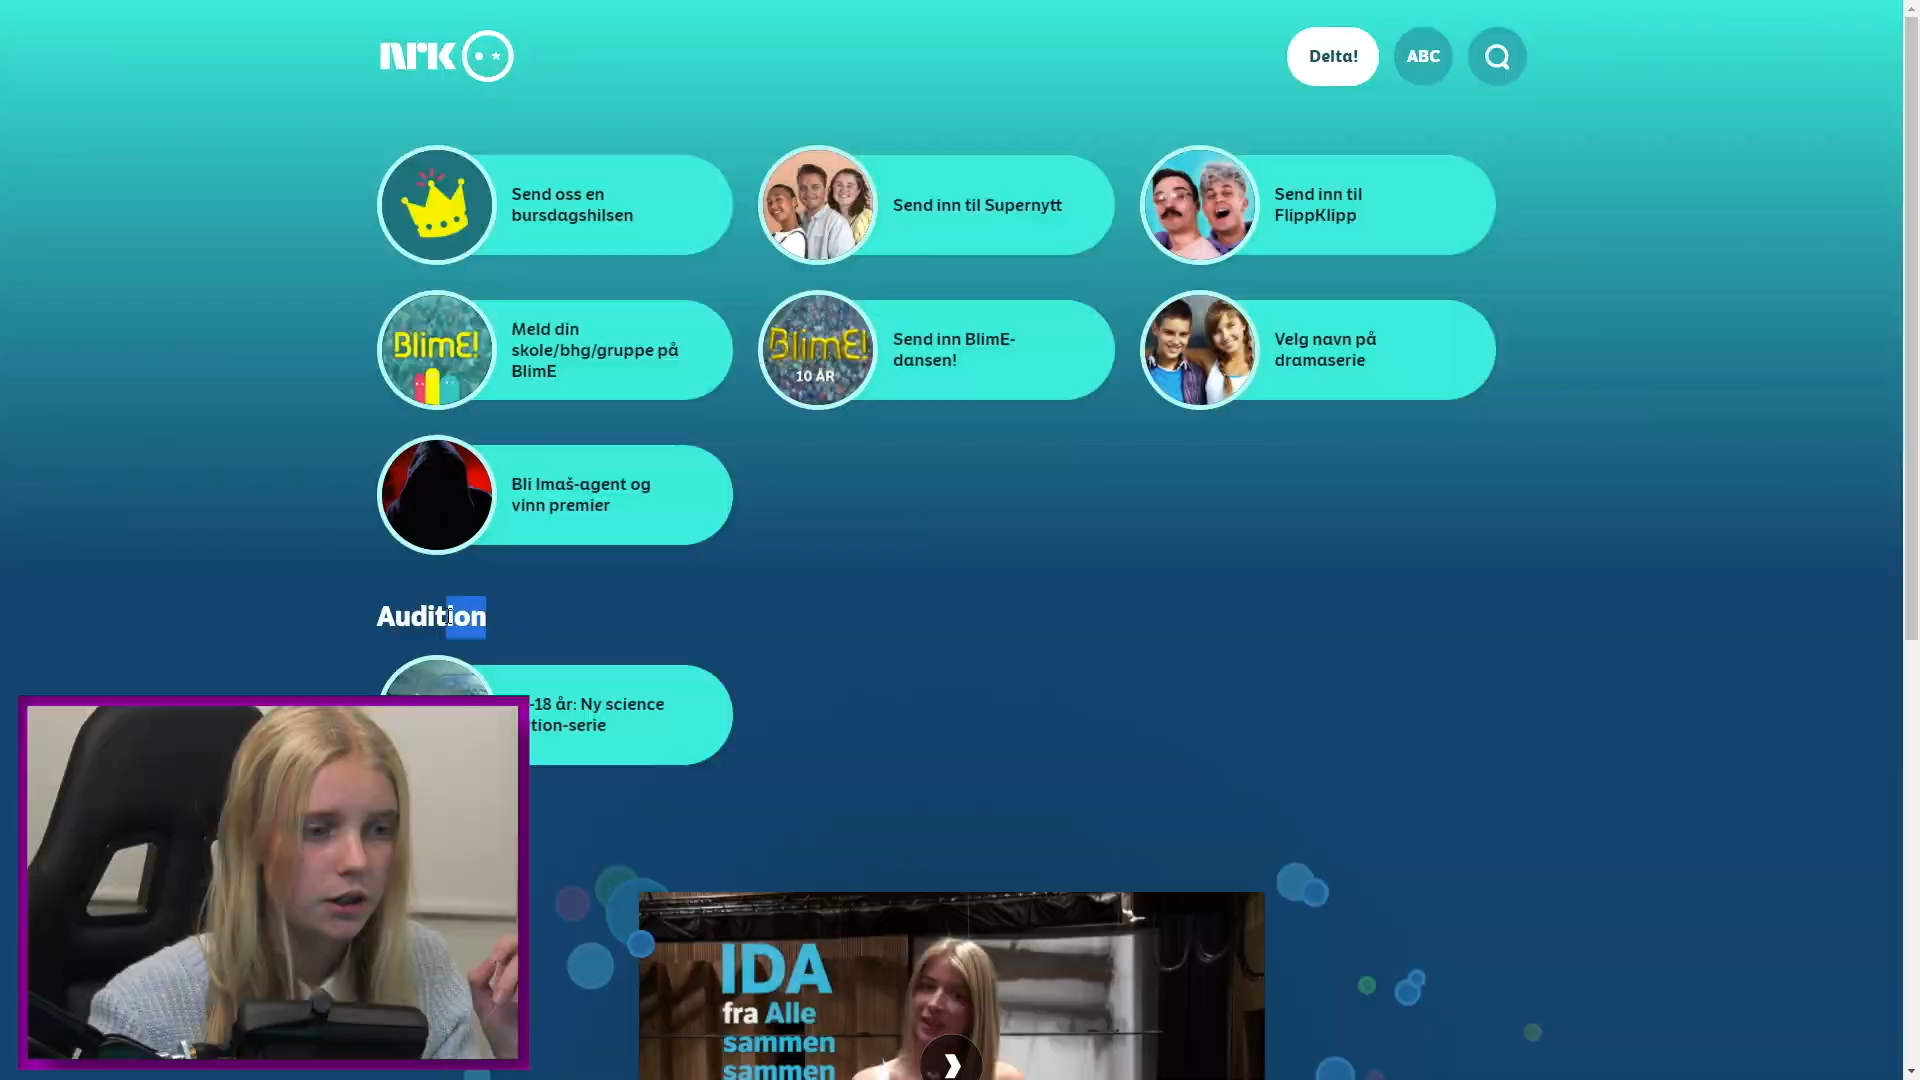 nrk
Delta!
ABC
Send oss en
bursdagshilsen
Send inn til Supernytt
Send inn til
FlippKlipp
BlimE!
Meld din
skole/bhg/gruppe på
BlimE
BlimE!
10 ÅR
Send inn BlimE-
dansen!
Velg navn på
dramaserie
Bli Imaš-agent og
vinn premier
Audition
-18 år: Ny science
tion-serie
IDA
fra Alle
sammen
sammen